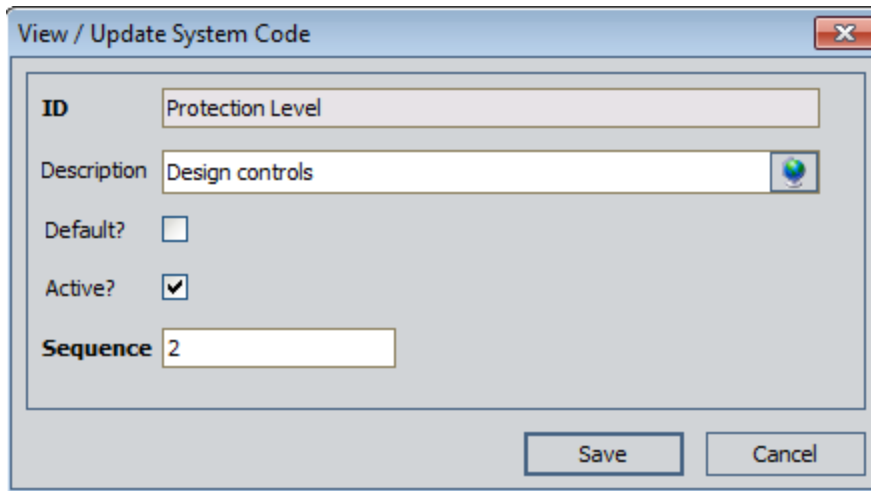 View / Update System Code
ID Protection Level
Description Design controls
Default?
Active?
Sequence 2
Save Cancel